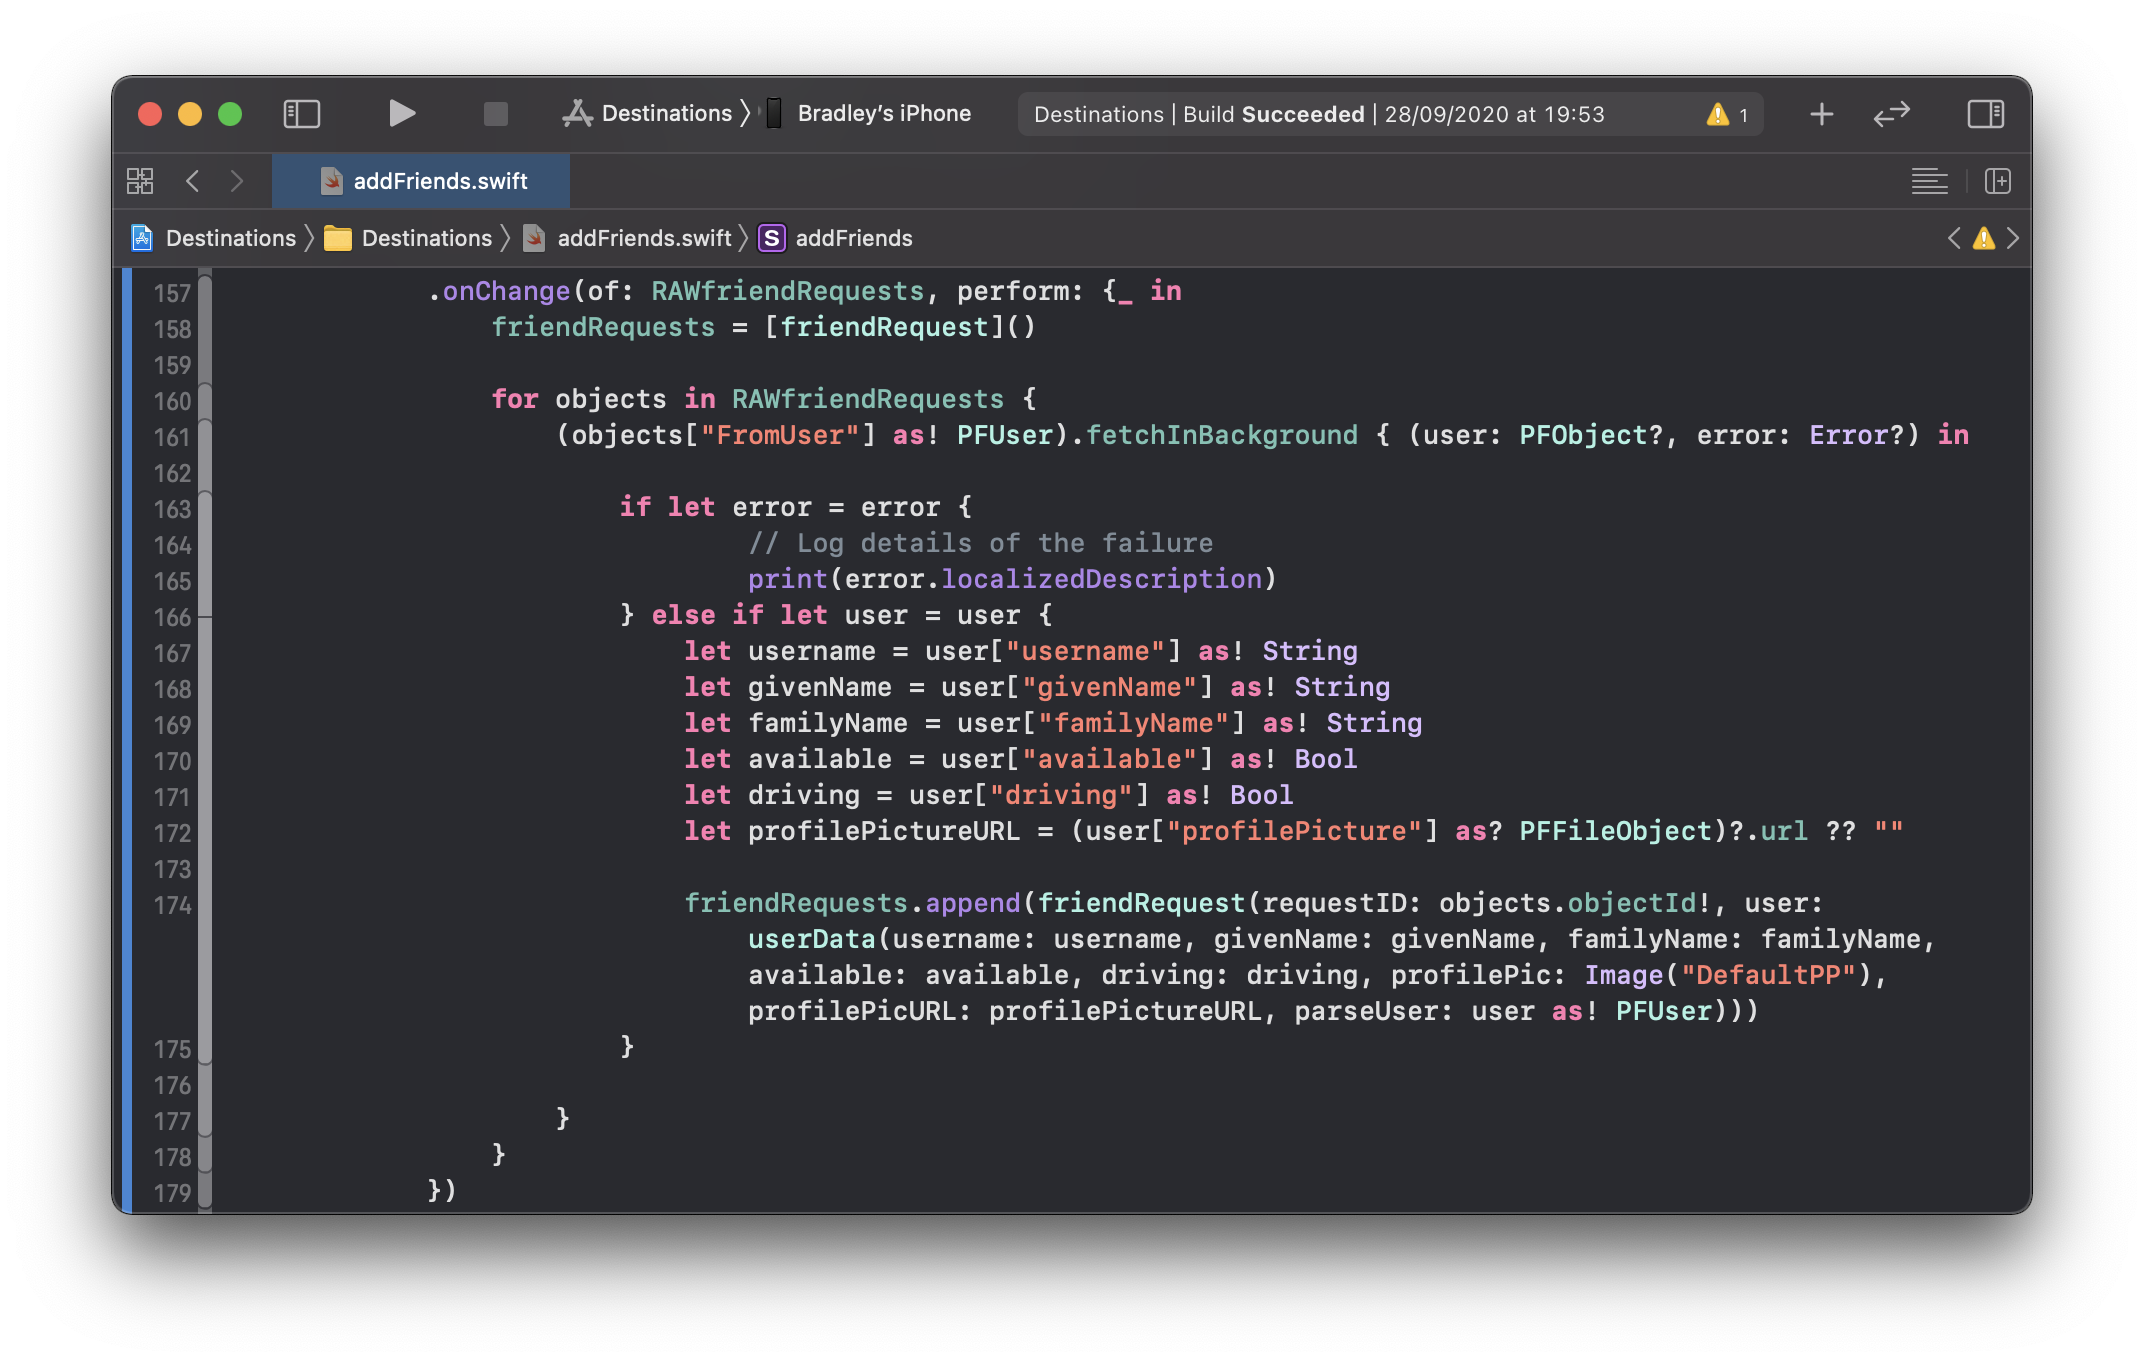 Destinations 〉 Bradley’s iPhone
Destinations | Build Succeeded | 28/09/2020 at 19:53
1
addFriends.swift
Destinations 〉 Destinations 〉 addFriends.swift 〉 S addFriends
157 .onChange(of: RAWfriendRequests, perform: {_ in
158 friendRequests = [friendRequest]()
159
160 for objects in RAWfriendRequests {
161 (objects["FromUser"] as! PFUser).fetchInBackground { (user: PFObject?, error: Error?) in
162
163 if let error = error {
164 // Log details of the failure
165 print(error.localizedDescription)
166 } else if let user = user {
167 let username = user["username"] as! String
168 let givenName = user["givenName"] as! String
169 let familyName = user["familyName"] as! String
170 let available = user["available"] as! Bool
171 let driving = user["driving"] as! Bool
172 let profilePictureURL = (user["profilePicture"] as? PFFileObject)?.url ?? ""
173
174 friendRequests.append(friendRequest(requestID: objects.objectId!, user:
userData(username: username, givenName: givenName, familyName: familyName,
available: available, driving: driving, profilePic: Image("DefaultPP"),
profilePicURL: profilePictureURL, parseUser: user as! PFUser)))
175 }
176
177 }
178 }
179 })